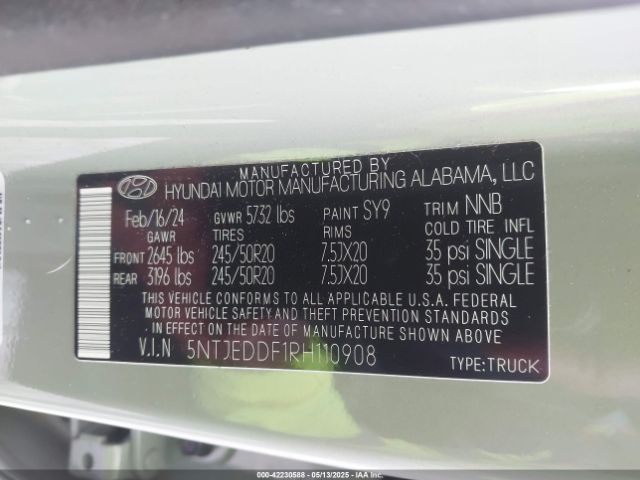 MANUFACTURED BY
HYUNDAI MOTOR MANUFACTURING ALABAMA, LLC
Feb/16/24 GVWR 5732 lbs PAINT SY9 TRIM NNB
GAWR TIRES RIMS COLD TIRE INFL
FRONT 2645 lbs 245/50R20 7.5JX20 35 psi SINGLE
REAR 3196 lbs 245/50R20 7.5JX20 35 psi SINGLE
THIS VEHICLE CONFORMS TO ALL APPLICABLE U.S.A. FEDERAL
MOTOR VEHICLE SAFETY AND THEFT PREVENTION STANDARDS
IN EFFECT ON THE DATE OF MANUFACTURE SHOWN ABOVE
V.I.N 5NTJEDDF1RH110908 TYPE:TRUCK
000-42230588 - 05/13/2025 - IAAI.COM